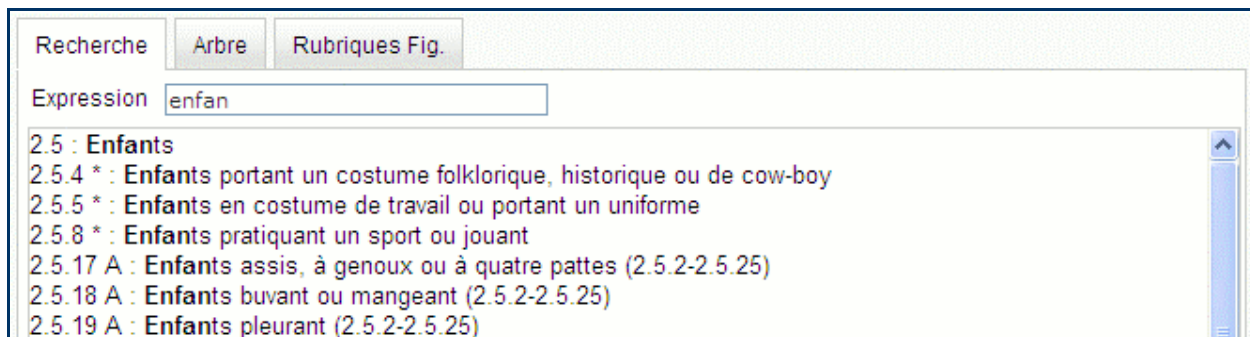 Recherche Arbre Rubriques Fig.
Expression enfan
2.5 : Enfants
2.5.4 * : Enfants portant un costume folklorique, historique ou de cow-boy
2.5.5 * : Enfants en costume de travail ou portant un uniforme
2.5.8 * : Enfants pratiquant un sport ou jouant
2.5.17 A : Enfants assis, à genoux ou à quatre pattes (2.5.2-2.5.25)
2.5.18 A : Enfants buvant ou mangeant (2.5.2-2.5.25)
2.5.19 A : Enfants pleurant (2.5.2-2.5.25)